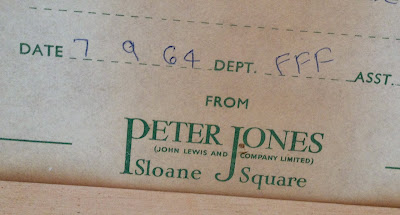 DATE 7 9 64 DEPT. FFF ASST.
FROM
PETER JONES
(JOHN LEWIS AND COMPANY LIMITED)
Sloane Square